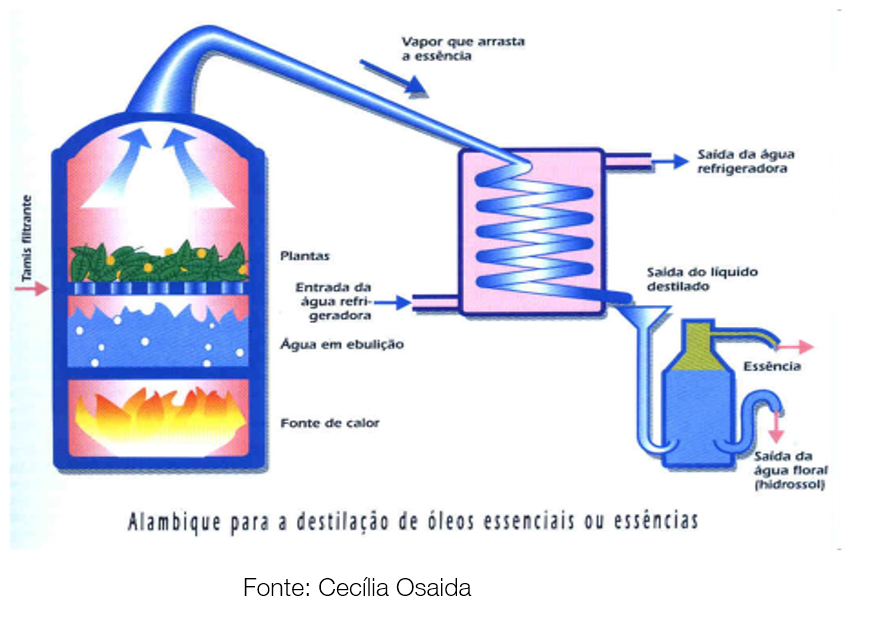 Vapor que arrasta
a essência
Saída da água
refrigeradora
Tamis filtrante
Plantas
Entrada da
água refri-
geradora
Saída do líquido
destilado
Água em ebulição
Essência
Fonte de calor
Saída da
água floral
(hidrossol)
Alambique para a destilação de óleos essenciais ou essências
Fonte: Cecília Osaida